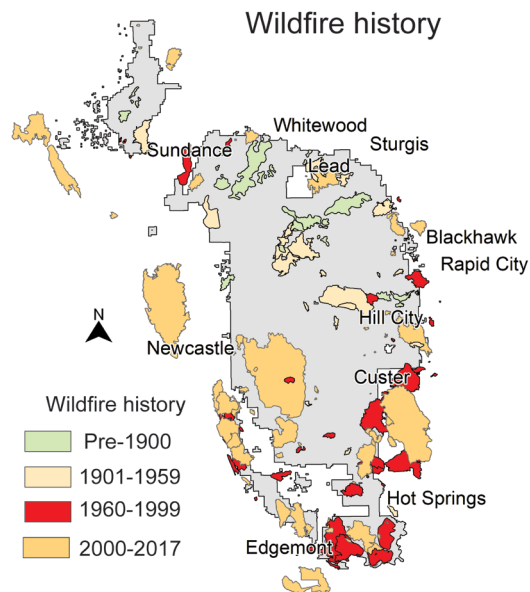 Wildfire history
Whitewood
Sturgis
Sundance
Lead
Blackhawk
Rapid City
Hill City
N
Newcastle
Custer
Wildfire history
Pre-1900
1901-1959
1960-1999
2000-2017
Hot Springs
Edgemont